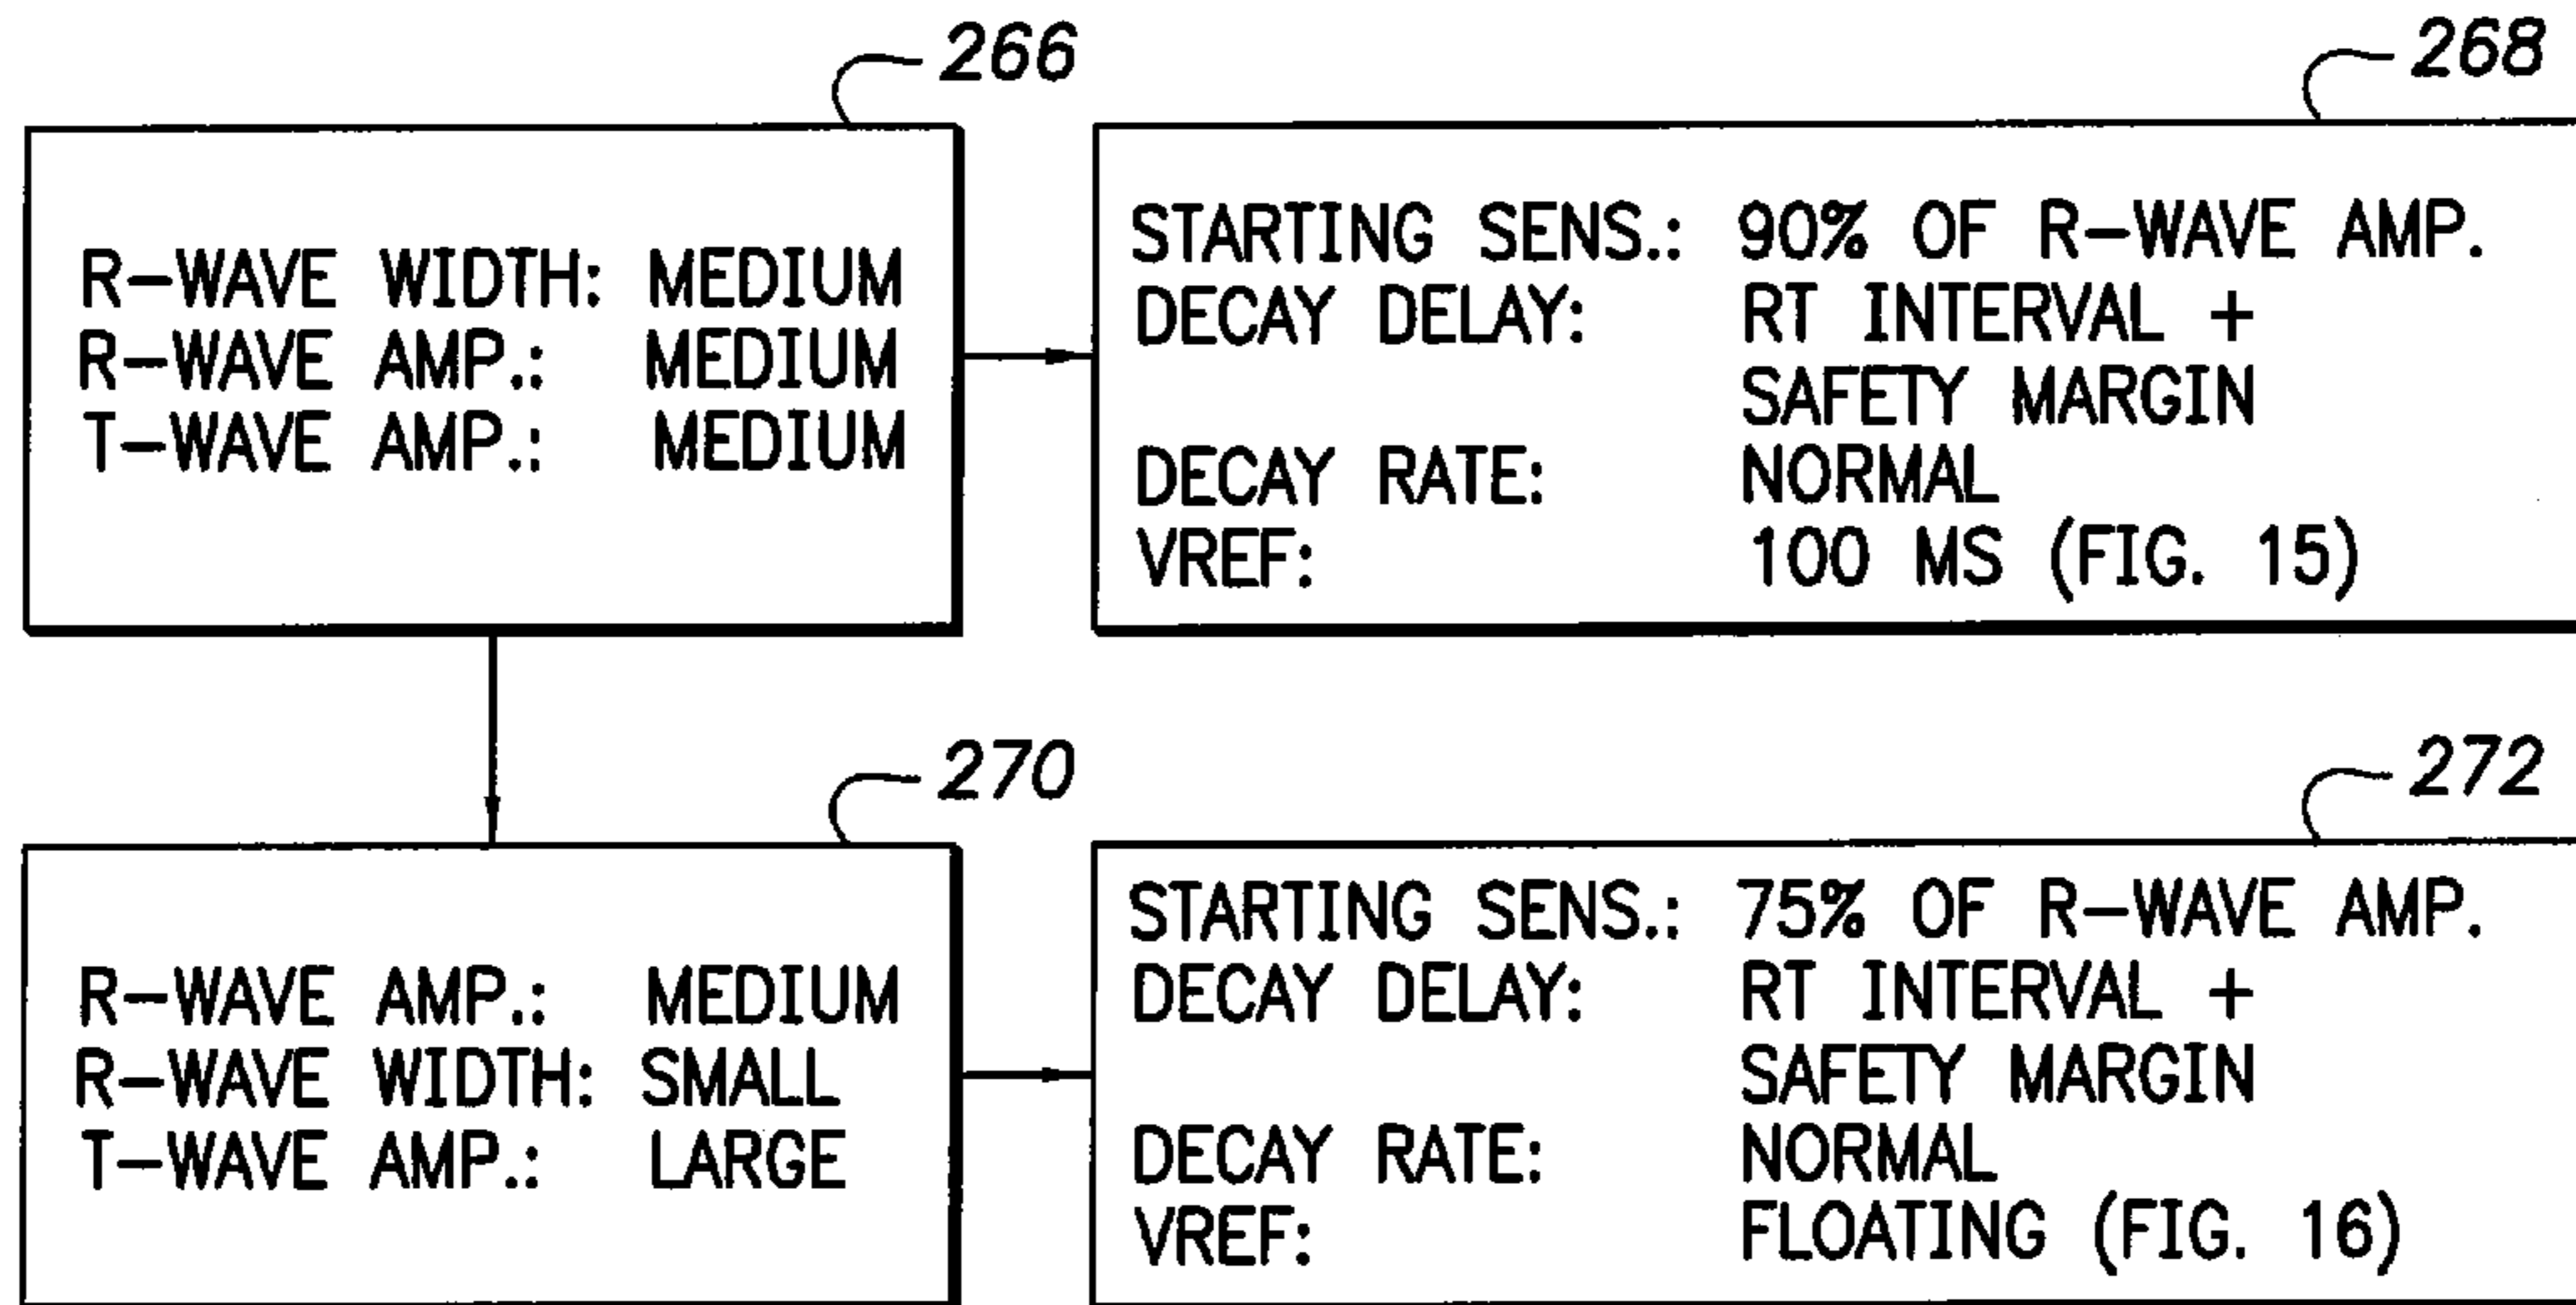 266
R-WAVE WIDTH: MEDIUM
R-WAVE AMP.: MEDIUM
T-WAVE AMP.: MEDIUM
268
STARTING SENS.: 90% OF R-WAVE AMP.
DECAY DELAY: RT INTERVAL +
SAFETY MARGIN
DECAY RATE: NORMAL
VREF: 100 MS (FIG. 15)
270
R-WAVE AMP.: MEDIUM
R-WAVE WIDTH: SMALL
T-WAVE AMP.: LARGE
272
STARTING SENS.: 75% OF R-WAVE AMP.
DECAY DELAY: RT INTERVAL +
SAFETY MARGIN
DECAY RATE: NORMAL
VREF: FLOATING (FIG. 16)